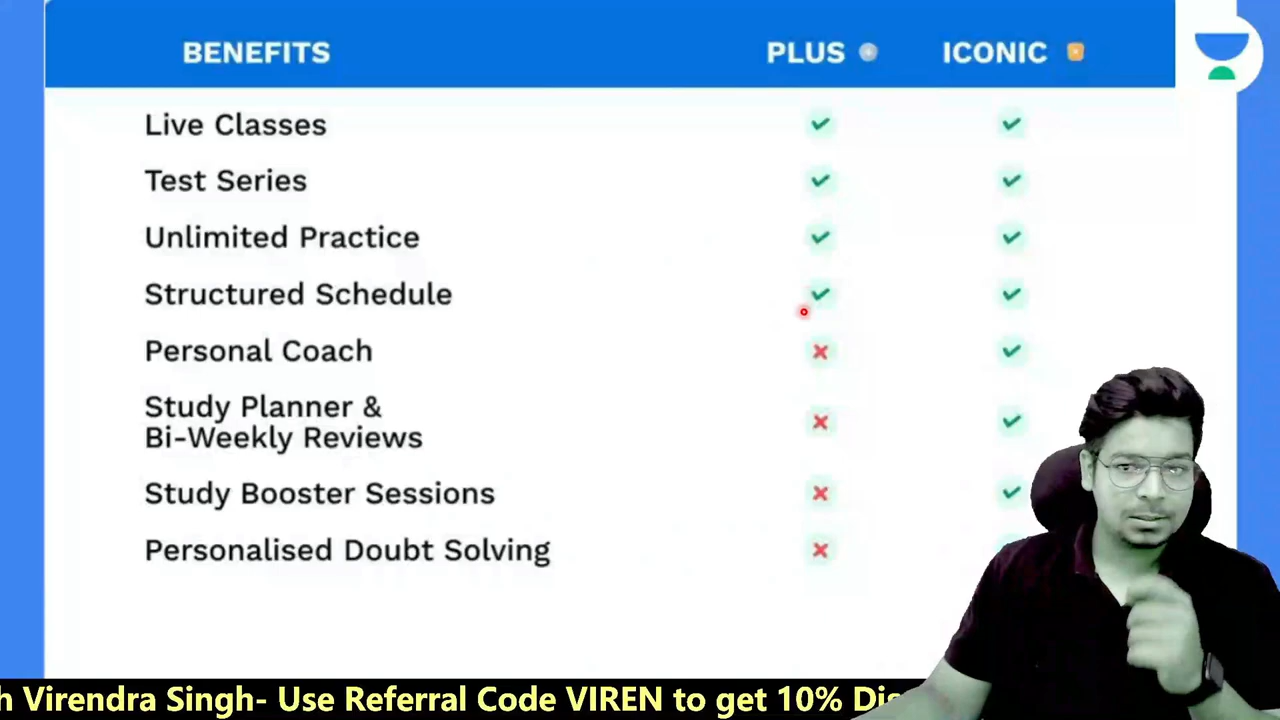 BENEFITS PLUS ICONIC
Live Classes
Test Series
Unlimited Practice
Structured Schedule
Personal Coach
Study Planner &
Bi-Weekly Reviews
Study Booster Sessions
Personalised Doubt Solving
h Virendra Singh- Use Referral Code VIREN to get 10% Dis